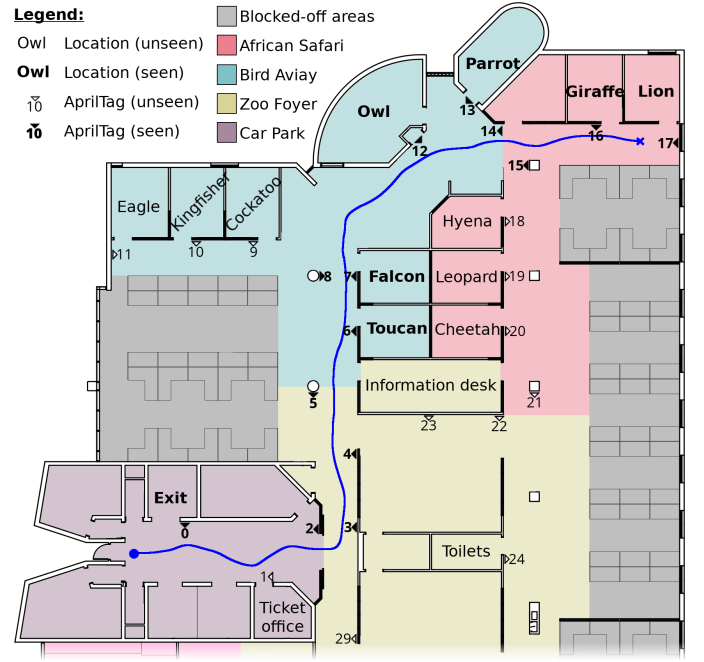 Legend:
Owl Location (unseen)
Owl Location (seen)
10 AprilTag (unseen)
10 AprilTag (seen)
Blocked-off areas
African Safari
Bird Aviay
Zoo Foyer
Car Park
Parrot
Owl
Giraffe
Lion
13
14
12
16
17
15
Eagle
Kingfisher
Cockatoo
Hyena
18
11
10
9
8
7
Falcon
Leopard
19
6
Toucan
Cheetah
20
Information desk
5
21
23
22
4
Exit
0
2
3
Toilets
24
1
Ticket
office
29